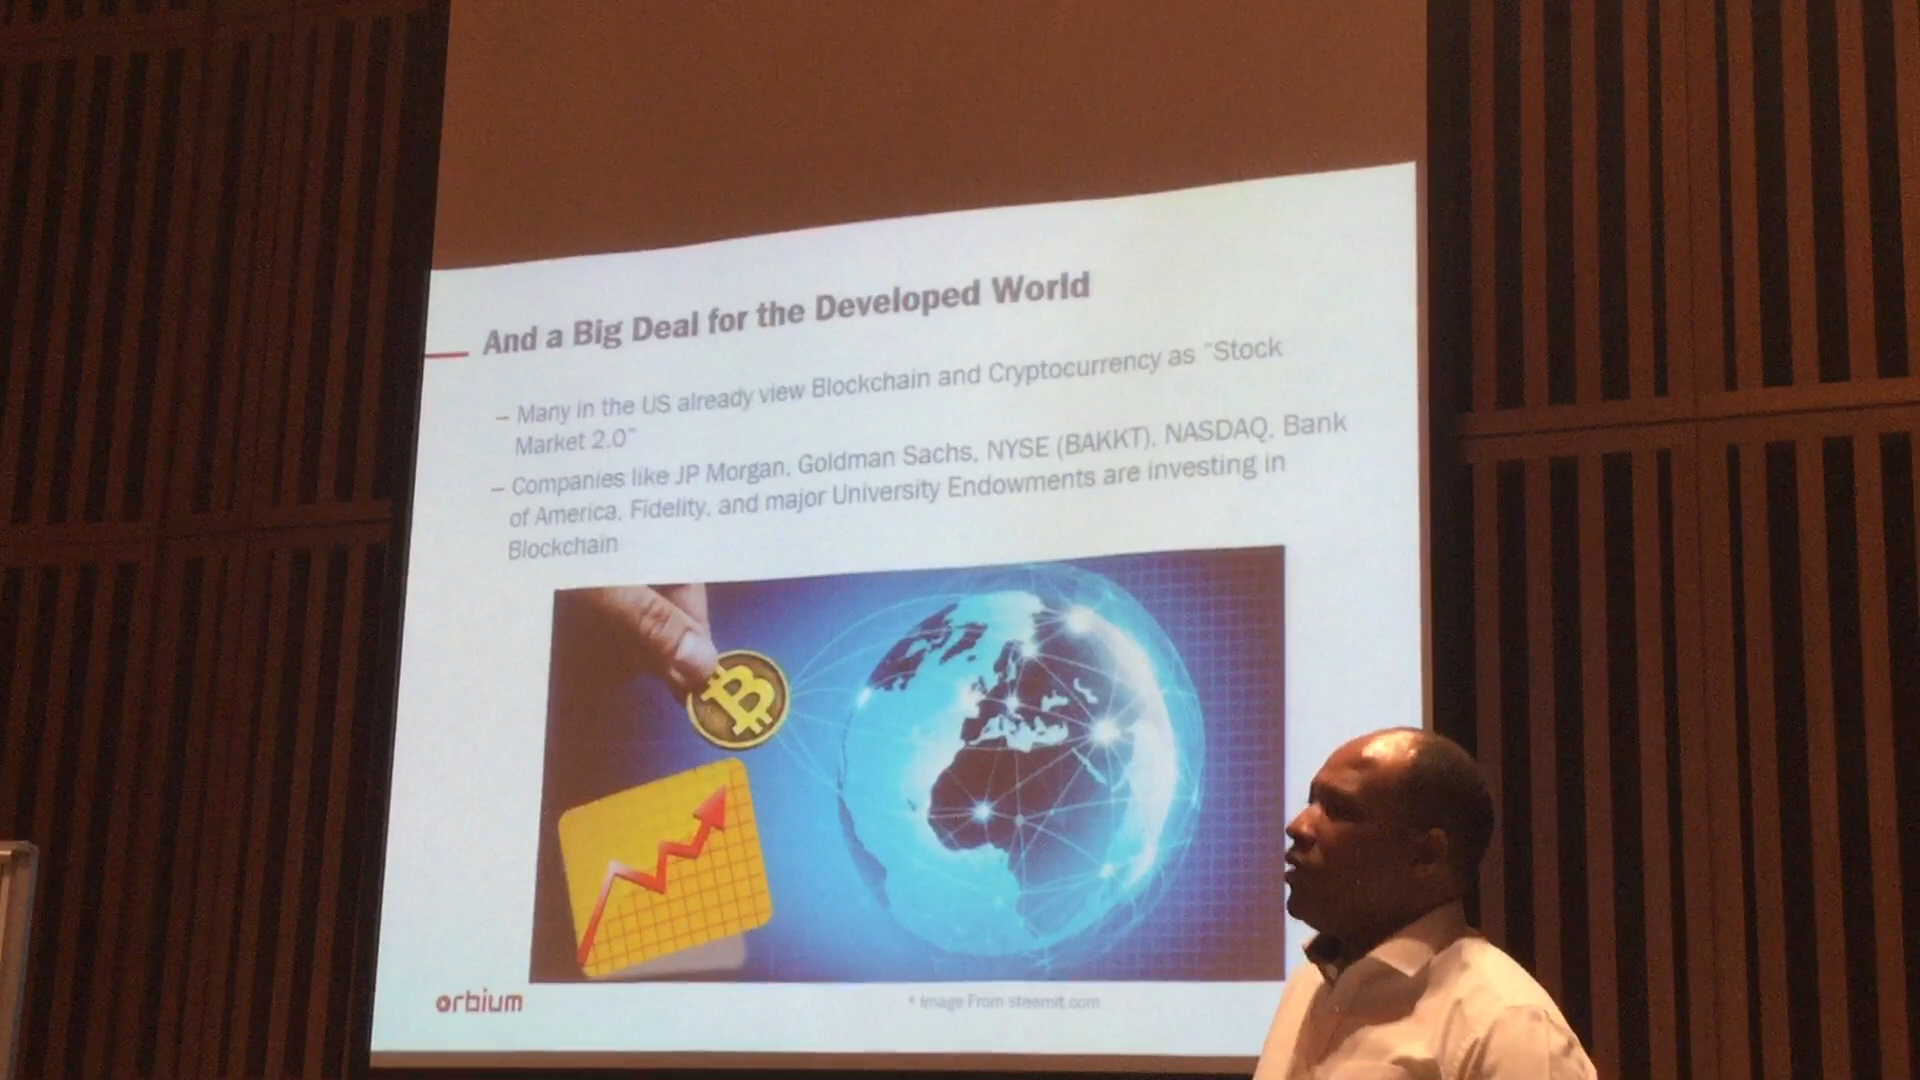 And a Big Deal for the Developed World
– Many in the US already view Blockchain and Cryptocurrency as "Stock
Market 2.0"
– Companies like JP Morgan, Goldman Sachs, NYSE (BAKKT), NASDAQ, Bank
of America, Fidelity, and major University Endowments are investing in
Blockchain
orbium
* Image From steemit.com